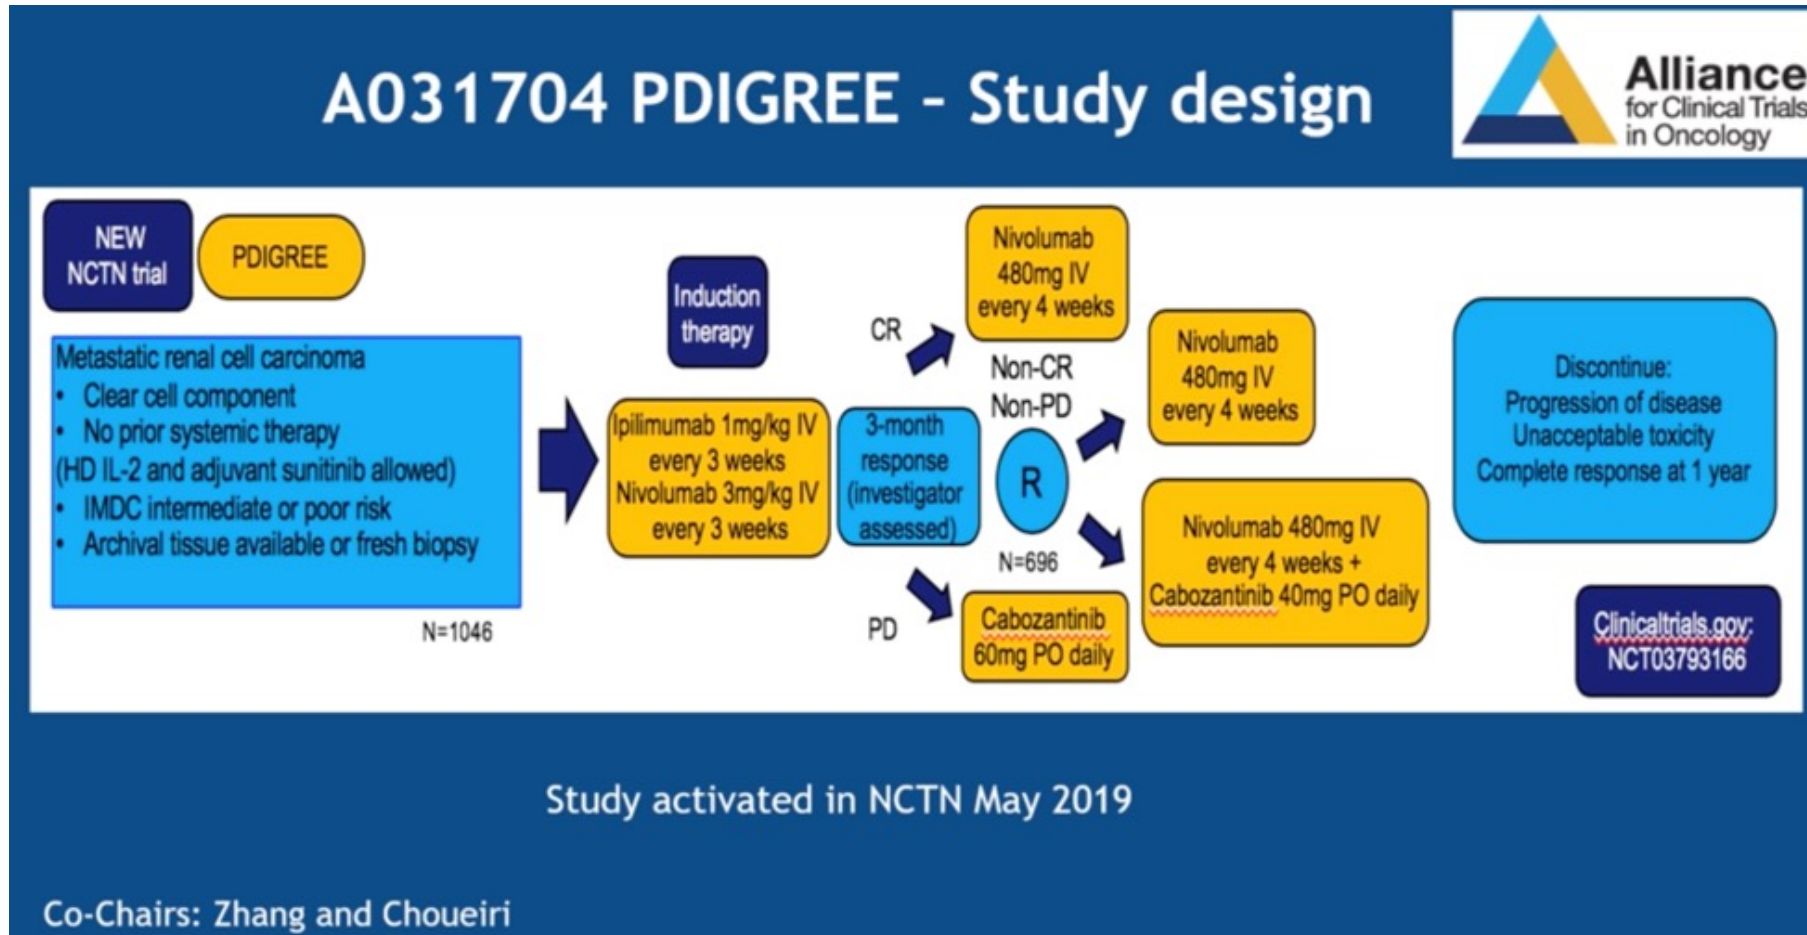 A031704 PDIGREE – Study design
Alliance
for Clinical Trials
in Oncology
NEW
NCTN trial
PDIGREE
Metastatic renal cell carcinoma
• Clear cell component
• No prior systemic therapy
(HD IL-2 and adjuvant sunitinib allowed)
• IMDC intermediate or poor risk
• Archival tissue available or fresh biopsy
N=1046
Induction
therapy
Ipilimumab 1mg/kg IV
every 3 weeks
Nivolumab 3mg/kg IV
every 3 weeks
3-month
response
(investigator
assessed)
CR
Nivolumab
480mg IV
every 4 weeks
Non-CR
Non-PD
R
N=696
PD
Cabozantinib
60mg PO daily
Nivolumab
480mg IV
every 4 weeks
Nivolumab 480mg IV
every 4 weeks +
Cabozantinib 40mg PO daily
Discontinue:
Progression of disease
Unacceptable toxicity
Complete response at 1 year
Clinicaltrials.gov:
NCT03793166
Study activated in NCTN May 2019
Co-Chairs: Zhang and Choueiri